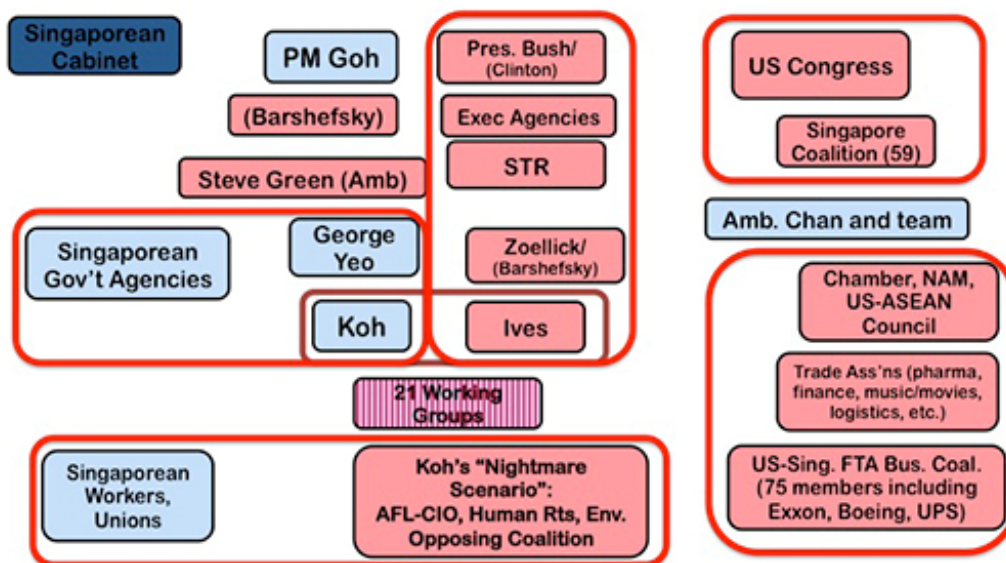 Singaporean
Cabinet
PM Goh
Pres. Bush/
(Clinton)
US Congress
(Barshefsky)
Exec Agencies
Singapore
Coalition (59)
Steve Green (Amb)
STR
Amb. Chan and team
Singaporean
Gov't Agencies
George
Yeo
Zoellick/
(Barshefsky)
Koh
Ives
Chamber, NAM,
US-ASEAN
Council
21 Working
Groups
Trade Ass'ns (pharma,
finance, music/movies,
logistics, etc.)
Singaporean
Workers,
Unions
Koh's "Nightmare
Scenario":
AFL-CIO, Human Rts, Env.
Opposing Coalition
US-Sing. FTA Bus. Coal.
(75 members including
Exxon, Boeing, UPS)